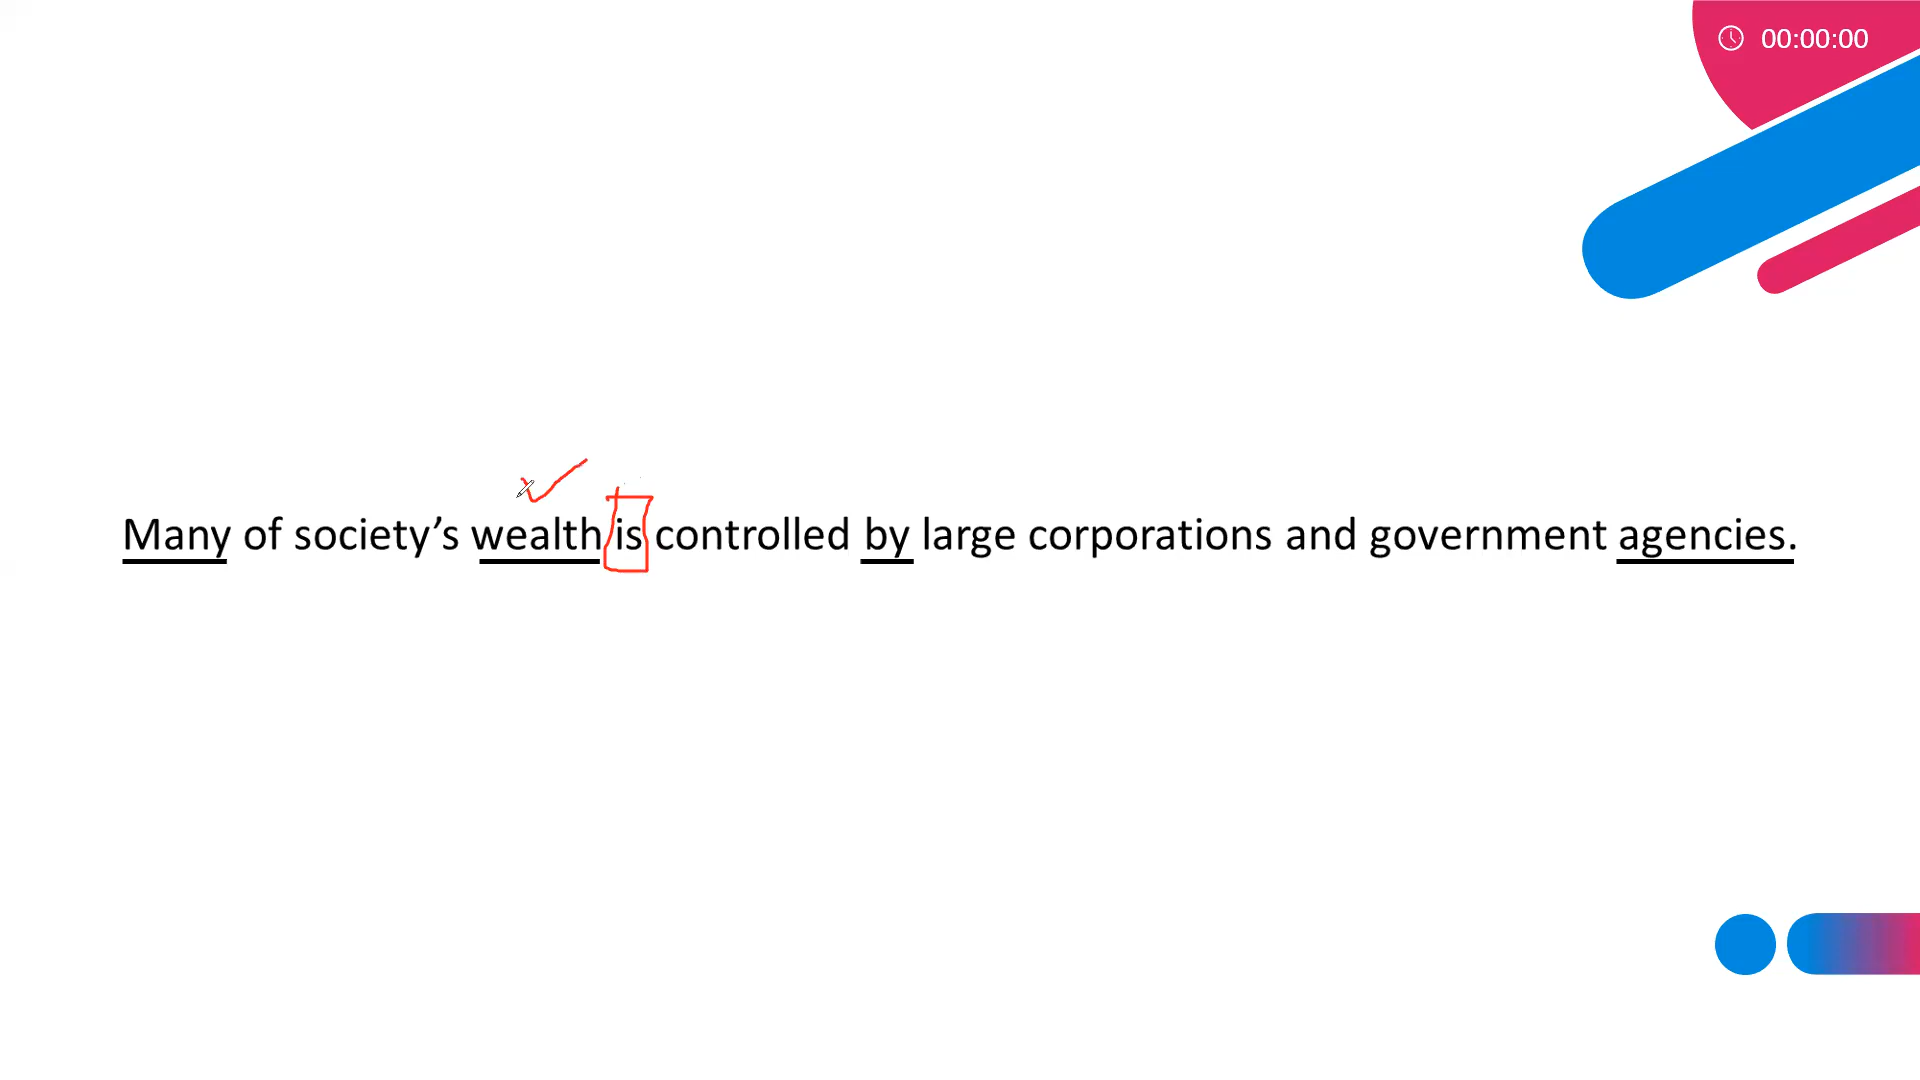 00:00:00
Many of society’s wealth is controlled by large corporations and government agencies.